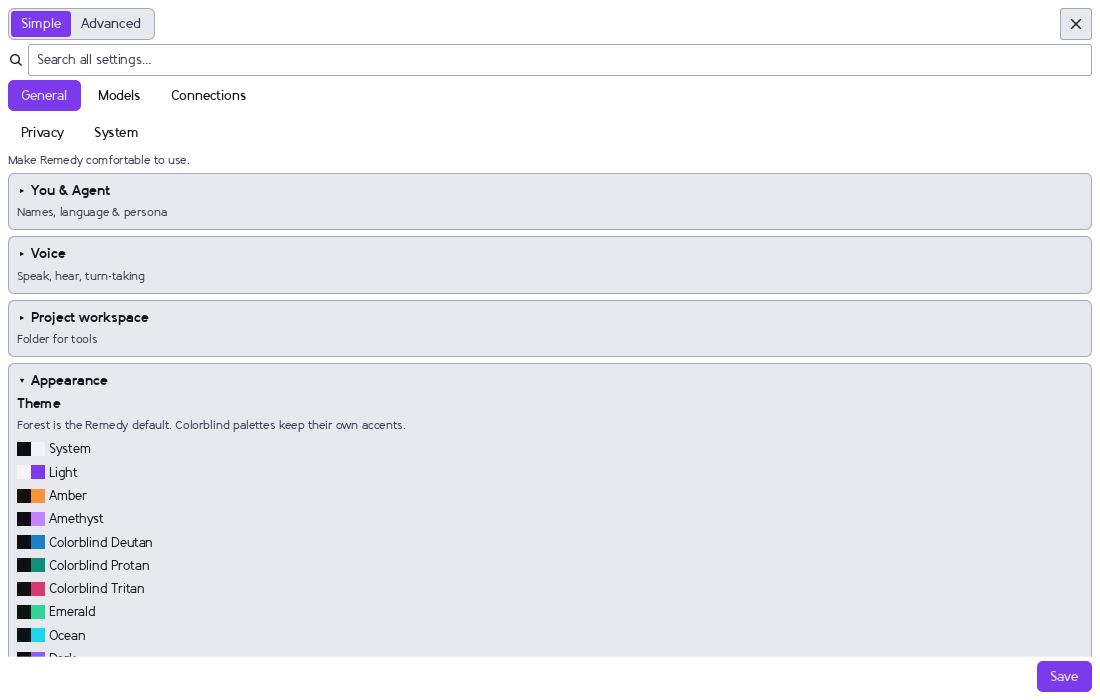 Simple Advanced
Search all settings...
General Models Connections
Privacy System
Make Remedy comfortable to use.
You & Agent
Names, language & persona
Voice
Speak, hear, turn-taking
Project workspace
Folder for tools
Appearance
Theme
Forest is the Remedy default. Colorblind palettes keep their own accents.
System
Light
Amber
Amethyst
Colorblind Deutan
Colorblind Protan
Colorblind Tritan
Emerald
Ocean
Save